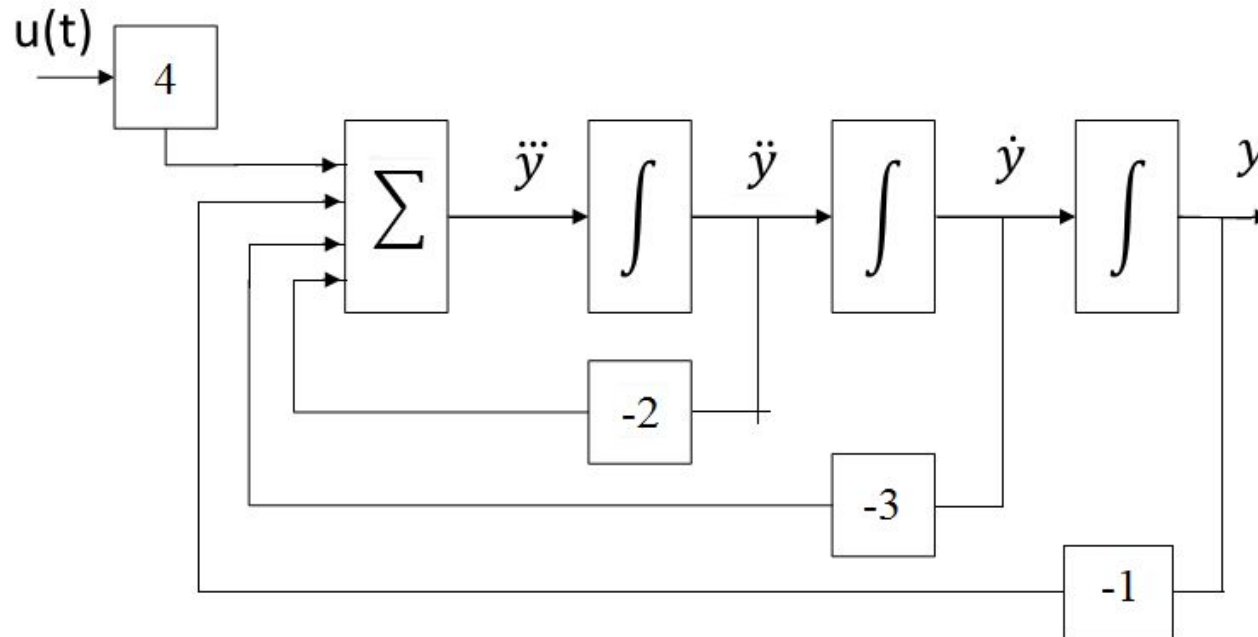 u(t)
4
∑ y⃛ ∫ ÿ ∫ ẏ ∫ y
-2
-3
-1